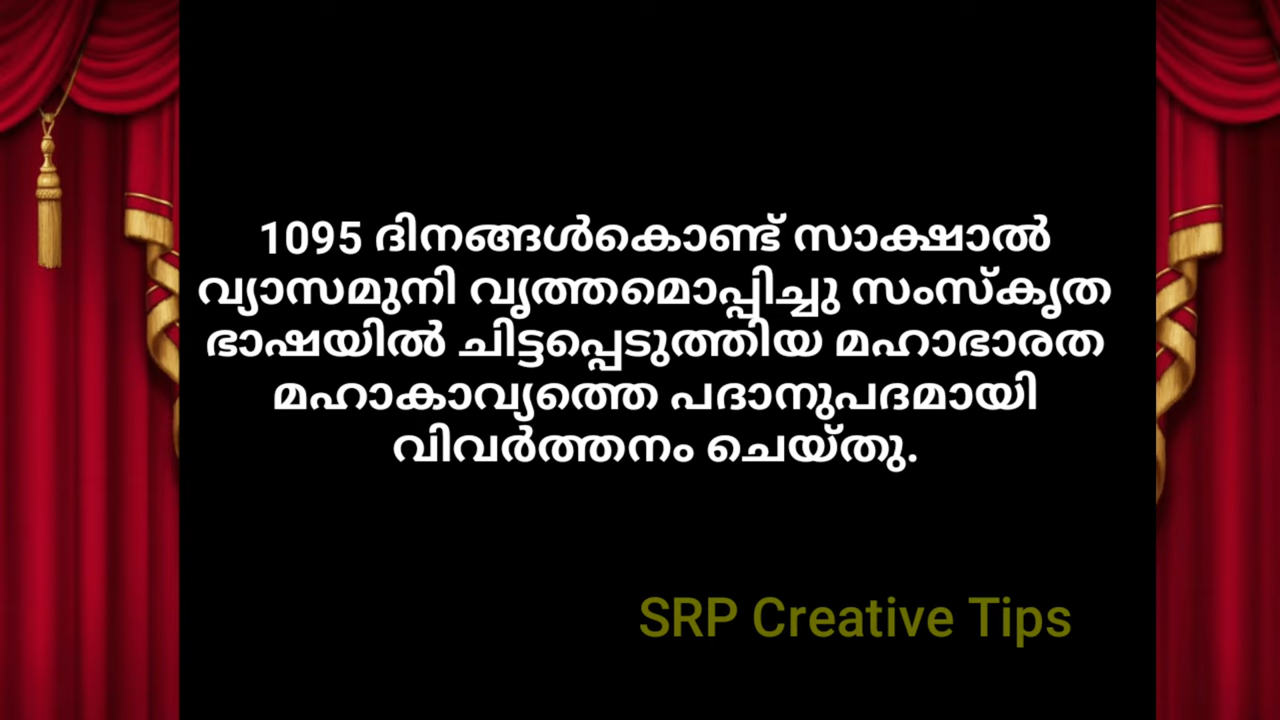 1095 ദിനങ്ങൾകൊണ്ട് സാക്ഷാൽ
വ്യാസമുനി വൃത്തമൊപ്പിച്ചു സംസ്കൃത
ഭാഷയിൽ ചിട്ടപ്പെടുത്തിയ മഹാഭാരത
മഹാകാവ്യത്തെ പദാനുപദമായി
വിവർത്തനം ചെയ്തു.
SRP Creative Tips